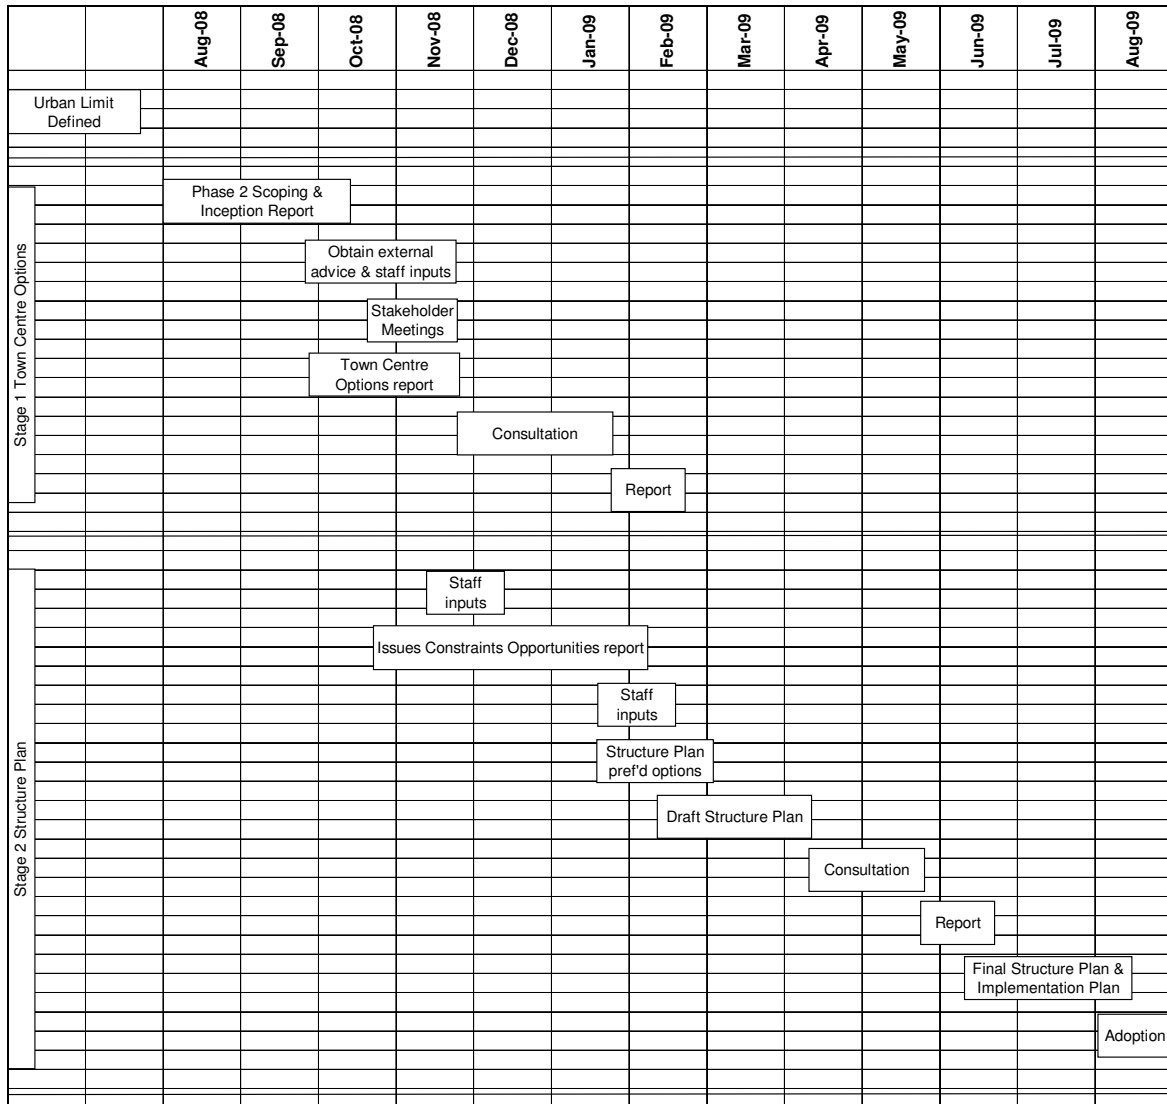 Aug-08
Sep-08
Oct-08
Nov-08
Dec-08
Jan-09
Feb-09
Mar-09
Apr-09
May-09
Jun-09
Jul-09
Aug-09
Urban Limit
Defined
Stage 1 Town Centre Options
Phase 2 Scoping &
Inception Report
Obtain external
advice & staff inputs
Stakeholder
Meetings
Town Centre
Options report
Consultation
Report
Stage 2 Structure Plan
Staff
inputs
Issues Constraints Opportunities report
Staff
inputs
Structure Plan
pref'd options
Draft Structure Plan
Consultation
Report
Final Structure Plan &
Implementation Plan
Adoption